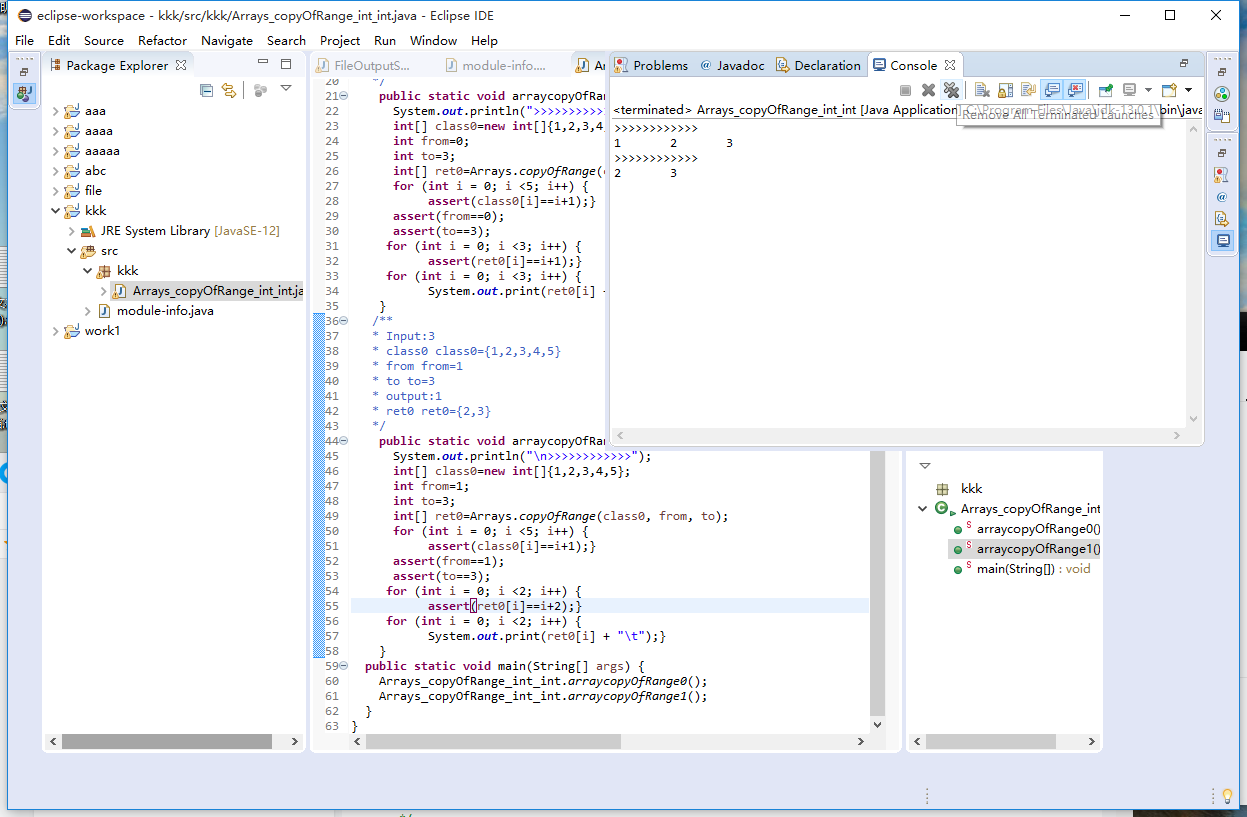 eclipse-workspace - kkk/src/kkk/Arrays_copyOfRange_int_int.java - Eclipse IDE
File Edit Source Refactor Navigate Search Project Run Window Help
Package Explorer
aaa
aaaa
aaaaa
abc
file
kkk
JRE System Library [JavaSE-12]
src
kkk
Arrays_copyOfRange_int_int.ja
module-info.java
work1
FileOutputS... module-info.... Ar
20 */
21 public static void arraycopyOfRan
22 System.out.println(">>>>>>>>>>>
23 int[] class0=new int[]{1,2,3,4,
24 int from=0;
25 int to=3;
26 int[] ret0=Arrays.copyOfRange(c
27 for (int i = 0; i <5; i++) {
28 assert(class0[i]==i+1);}
29 assert(from==0);
30 assert(to==3);
31 for (int i = 0; i <3; i++) {
32 assert(ret0[i]==i+1);}
33 for (int i = 0; i <3; i++) {
34 System.out.print(ret0[i] +
35 }
36 /**
37 * Input:3
38 * class0 class0={1,2,3,4,5}
39 * from from=1
40 * to to=3
41 * output:1
42 * ret0 ret0={2,3}
43 */
44 public static void arraycopyOfRan
45 System.out.println("\n>>>>>>>>>>>>");
46 int[] class0=new int[]{1,2,3,4,5};
47 int from=1;
48 int to=3;
49 int[] ret0=Arrays.copyOfRange(class0, from, to);
50 for (int i = 0; i <5; i++) {
51 assert(class0[i]==i+1);}
52 assert(from==1);
53 assert(to==3);
54 for (int i = 0; i <2; i++) {
55 assert(ret0[i]==i+2);}
56 for (int i = 0; i <2; i++) {
57 System.out.print(ret0[i] + "\t");}
58 }
59 public static void main(String[] args) {
60 Arrays_copyOfRange_int_int.arraycopyOfRange0();
61 Arrays_copyOfRange_int_int.arraycopyOfRange1();
62 }
63 }
Problems @ Javadoc Declaration Console
<terminated> Arrays_copyOfRange_int_int [Java Application] C:\Program Files\Java\jdk-13.0.1\bin\java
Remove All Terminated Launches
>>>>>>>>>>>>
1 2 3
>>>>>>>>>>>>
2 3
kkk
Arrays_copyOfRange_int
arraycopyOfRange0()
arraycopyOfRange1()
main(String[]) : void